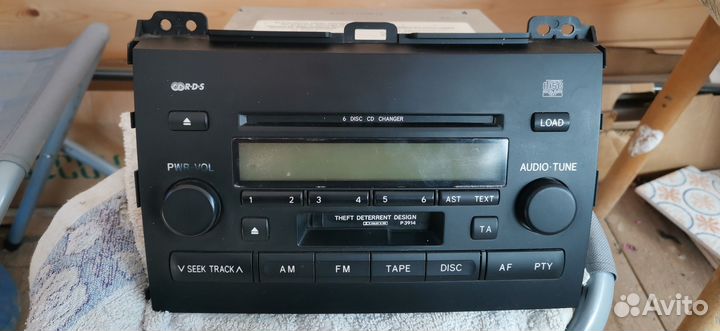 R·D·S
6 DISC CD CHANGER
LOAD
PWR·VOL
AUDIO·TUNE
1 2 3 4 5 6 AST TEXT
THEFT DETERRENT DESIGN
P3914
TA
∨ SEEK TRACK ∧ AM FM TAPE DISC AF PTY
Avito